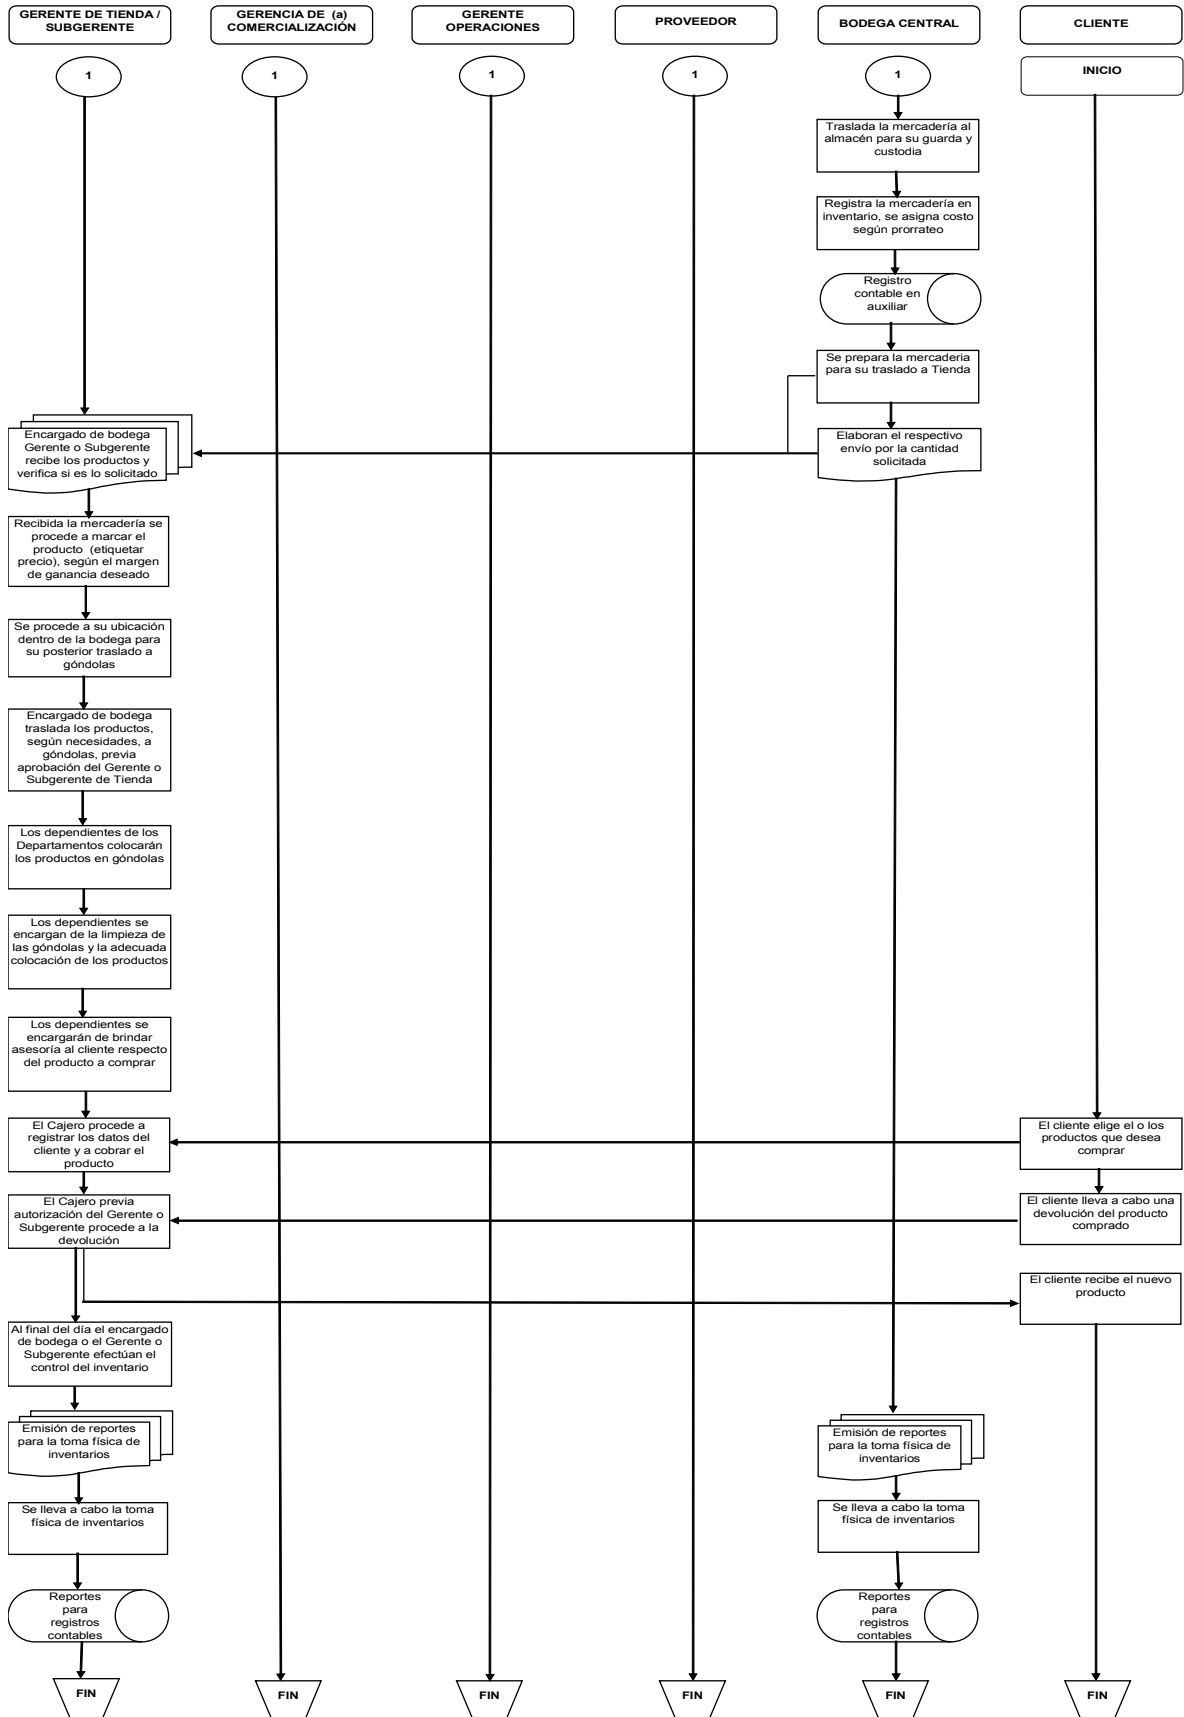 GERENTE DE TIENDA /
SUBGERENTE
GERENCIA DE (a)
COMERCIALIZACIÓN
GERENTE
OPERACIONES
PROVEEDOR
BODEGA CENTRAL
CLIENTE
1
1
1
1
1
INICIO
Traslada la mercadería al
almacén para su guarda y
custodia
Registra la mercadería en
inventario, se asigna costo
según prorrateo
Registro
contable en
auxiliar
Se prepara la mercaderia
para su traslado a Tienda
Encargado de bodega
Gerente o Subgerente
recibe los productos y
verifica si es lo solicitado
Elaboran el respectivo
envío por la cantidad
solicitada
Recibida la mercadería se
procede a marcar el
producto (etiquetar
precio), según el margen
de ganancia deseado
Se procede a su ubicación
dentro de la bodega para
su posterior traslado a
góndolas
Encargado de bodega
traslada los productos,
según necesidades, a
góndolas, previa
aprobación del Gerente o
Subgerente de Tienda
Los dependientes de los
Departamentos colocarán
los productos en góndolas
Los dependientes se
encargan de la limpieza de
las góndolas y la adecuada
colocación de los productos
Los dependientes se
encargarán de brindar
asesoría al cliente respecto
del producto a comprar
El Cajero procede a
registrar los datos del
cliente y a cobrar el
producto
El cliente elige el o los
productos que desea
comprar
El Cajero previa
autorización del Gerente o
Subgerente procede a la
devolución
El cliente lleva a cabo una
devolución del producto
comprado
El cliente recibe el nuevo
producto
Al final del día el encargado
de bodega o el Gerente o
Subgerente efectúan el
control del inventario
Emisión de reportes
para la toma física de
inventarios
Emisión de reportes
para la toma física de
inventarios
Se lleva a cabo la toma
física de inventarios
Se lleva a cabo la toma
física de inventarios
Reportes
para
registros
contables
Reportes
para
registros
contables
FIN
FIN
FIN
FIN
FIN
FIN